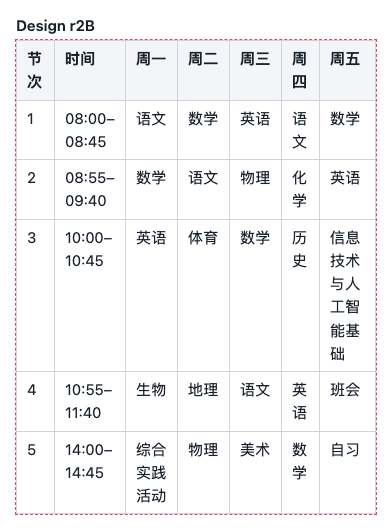 Design r2B
节次 时间 周一 周二 周三 周四 周五
1 08:00–08:45 语文 数学 英语 语文 数学
2 08:55–09:40 数学 语文 物理 化学 英语
3 10:00–10:45 英语 体育 数学 历史 信息技术与人工智能基础
4 10:55–11:40 生物 地理 语文 英语 班会
5 14:00–14:45 综合实践活动 物理 美术 数学 自习